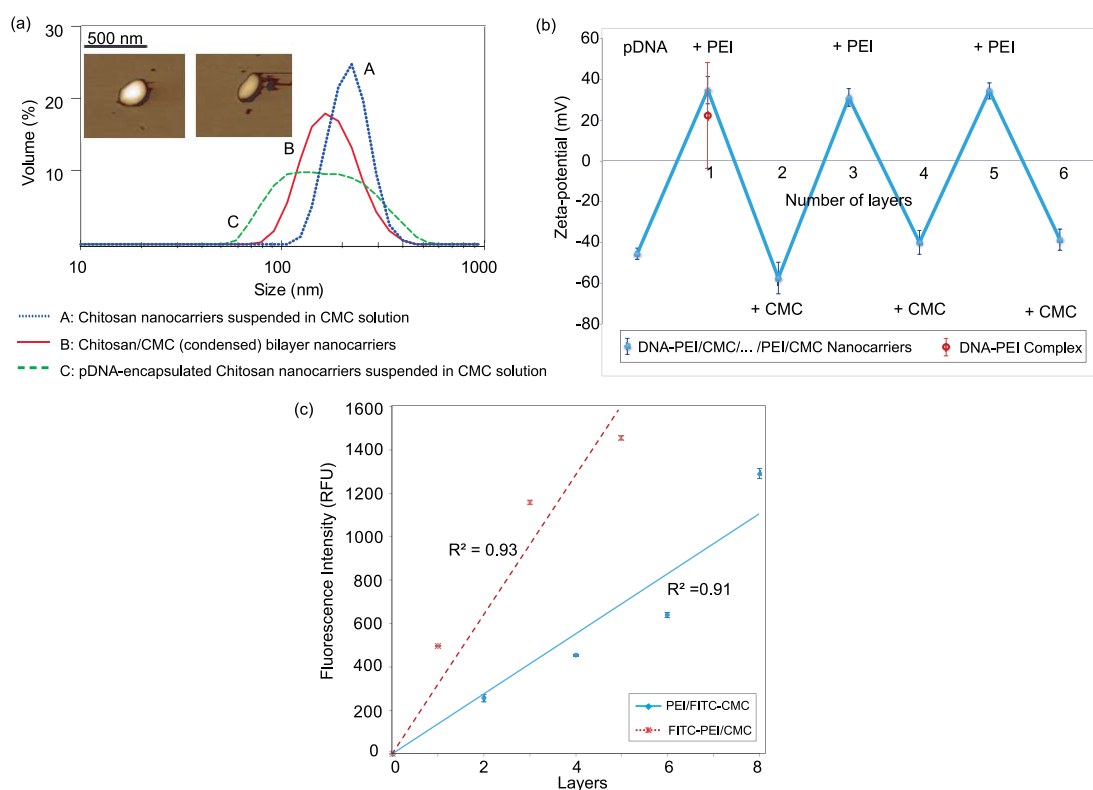 (a)
500 nm
30
20
10
Volume (%)
A
B
C
10
100
1000
Size (nm)
A: Chitosan nanocarriers suspended in CMC solution
B: Chitosan/CMC (condensed) bilayer nanocarriers
C: pDNA-encapsulated Chitosan nanocarriers suspended in CMC solution
(b)
60
40
20
0
-20
-40
-60
-80
Zeta-potential (mV)
pDNA
+ PEI
+ PEI
+ PEI
1
2
3
4
5
6
Number of layers
+ CMC
+ CMC
+ CMC
DNA-PEI/CMC/... /PEI/CMC Nanocarriers
DNA-PEI Complex
(c)
1600
1400
1200
1000
800
600
400
200
0
Fluorescence Intensity (RFU)
R² = 0.93
R² =0.91
PEI/FITC-CMC
FITC-PEI/CMC
0
2
4
6
8
Layers